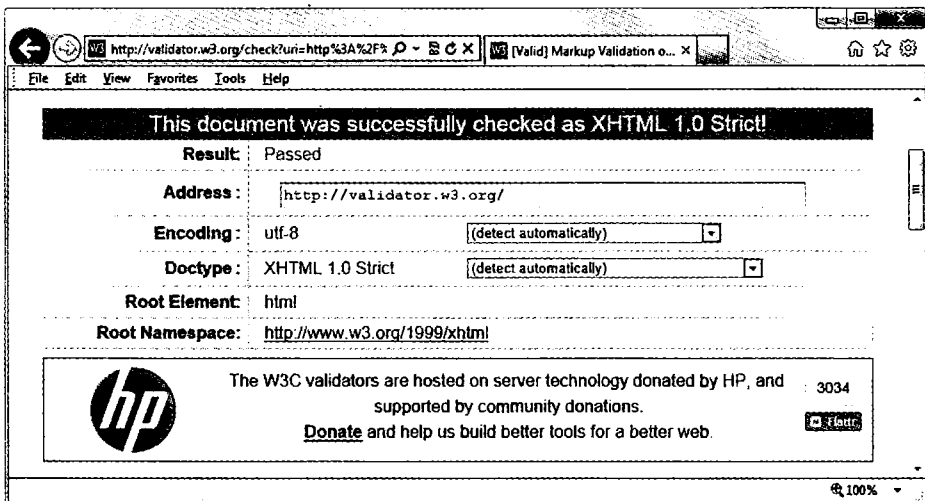 http://validator.w3.org/check?uri=http%3A%2F%
W3 [Valid] Markup Validation o... ×
File Edit View Favorites Tools Help
This document was successfully checked as XHTML 1.0 Strict!
Result: Passed
Address : http://validator.w3.org/
Encoding : utf-8 (detect automatically)
Doctype : XHTML 1.0 Strict (detect automatically)
Root Element: html
Root Namespace: http://www.w3.org/1999/xhtml
hp
The W3C validators are hosted on server technology donated by HP, and
supported by community donations.
Donate and help us build better tools for a better web.
3034
Flattr
100%